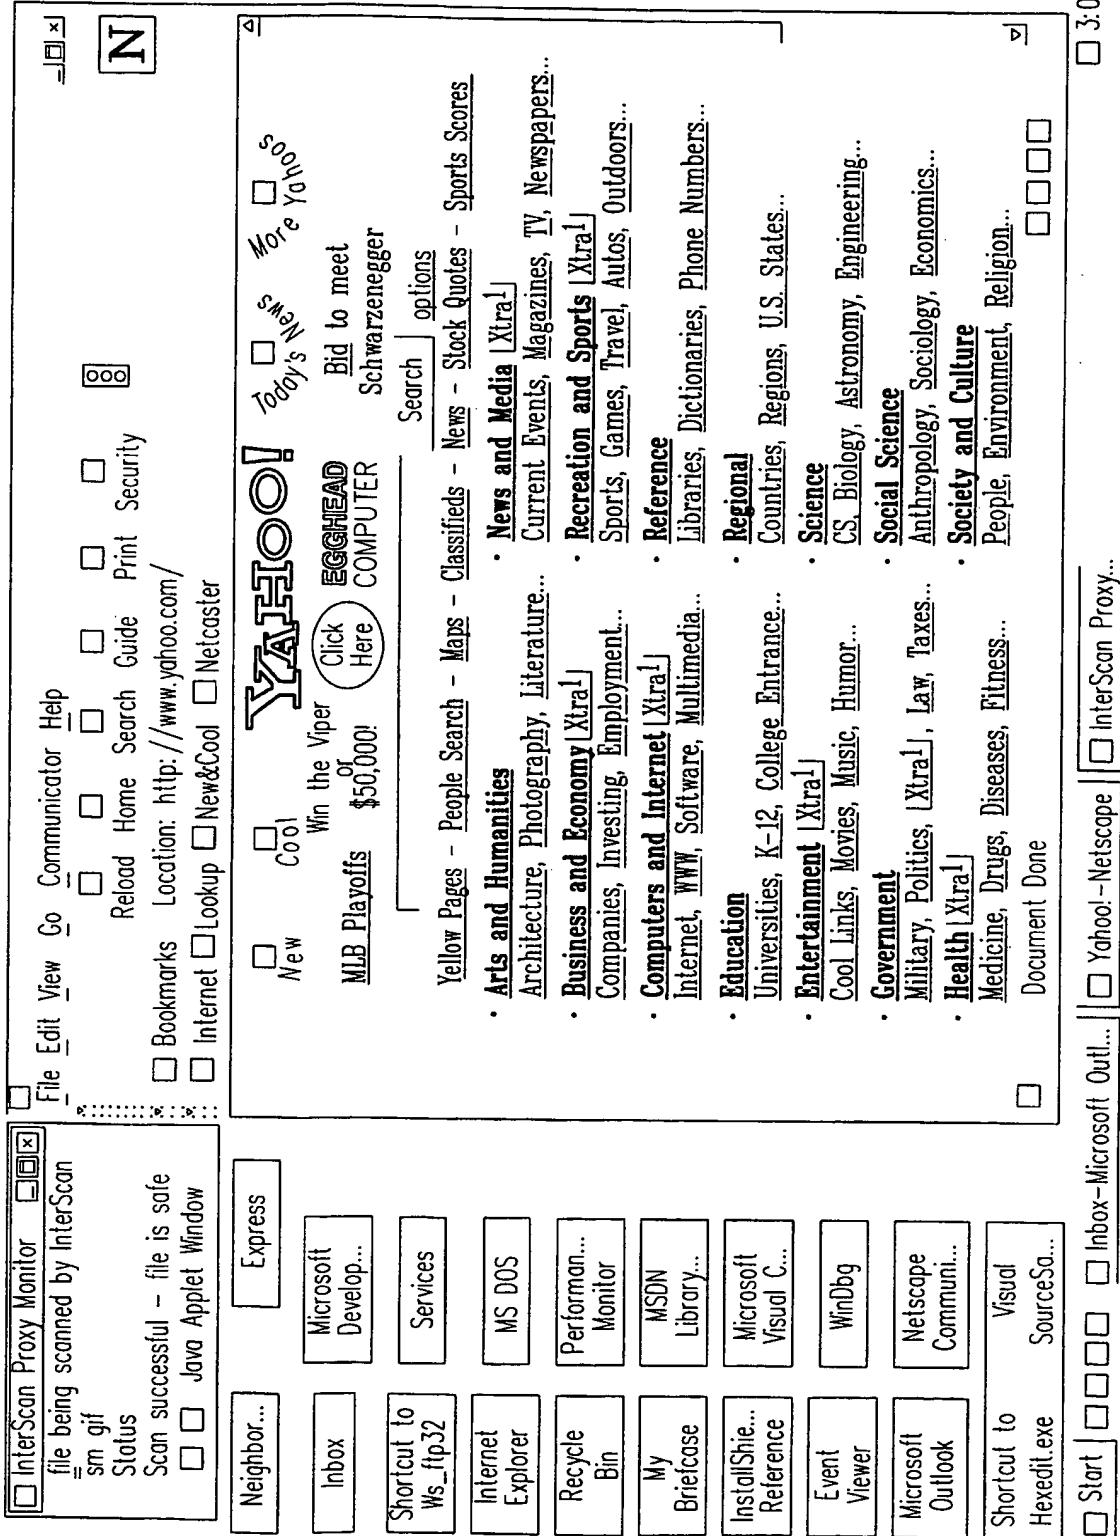 InterScan Proxy Monitor
file being scanned by InterScan
sm gif
Status
Scan successful – file is safe
Java Applet Window
File Edit View Go Communicator Help
Reload Home Search Guide Print Security
N
Bookmarks Location: http: //www.yahoo.com/
Internet Lookup New&Cool Netcaster
New Cool YAHOO! Today's News More Yahoos
MLB Playoffs
Win the Viper
or
$50,000!
Click
Here
EGGHEAD
COMPUTER
Bid to meet
Schwarzenegger
Search options
Yellow Pages – People Search – Maps – Classifieds – News – Stock Quotes – Sports Scores
• Arts and Humanities
Architecture, Photography, Literature...
• Business and Economy |Xtra1|
Companies, Investing, Employment...
• Computers and Internet |Xtra1|
Internet, WWW, Software, Multimedia...
• Education
Universities, K–12, College Entrance...
• Entertainment |Xtra1|
Cool Links, Movies, Music, Humor...
• Government
Military, Politics, |Xtra1|, Law, Taxes...
• Health |Xtra1|
Medicine, Drugs, Diseases, Fitness...
• News and Media |Xtra1|
Current Events, Magazines, TV, Newspapers...
• Recreation and Sports |Xtra1|
Sports, Games, Travel, Autos, Outdoors...
• Reference
Libraries, Dictionaries, Phone Numbers...
• Regional
Countries, Regions, U.S. States...
• Science
CS, Biology, Astronomy, Engineering...
• Social Science
Anthropology, Sociology, Economics...
• Society and Culture
People, Environment, Religion...
Document Done
Neighbor...
Express
Inbox
Microsoft
Develop...
Shortcut to
Ws_ftp32
Services
Internet
Explorer
MS DOS
Recycle
Bin
Performan...
Monitor
My
Briefcase
MSDN
Library...
InstallShie...
Reference
Microsoft
Visual C...
Event
Viewer
WinDbg
Microsoft
Outlook
Netscape
Communi...
Shortcut to
Hexedit.exe
Visual
SourceSa...
Start Inbox–Microsoft Outl... Yahoo!–Netscape InterScan Proxy...